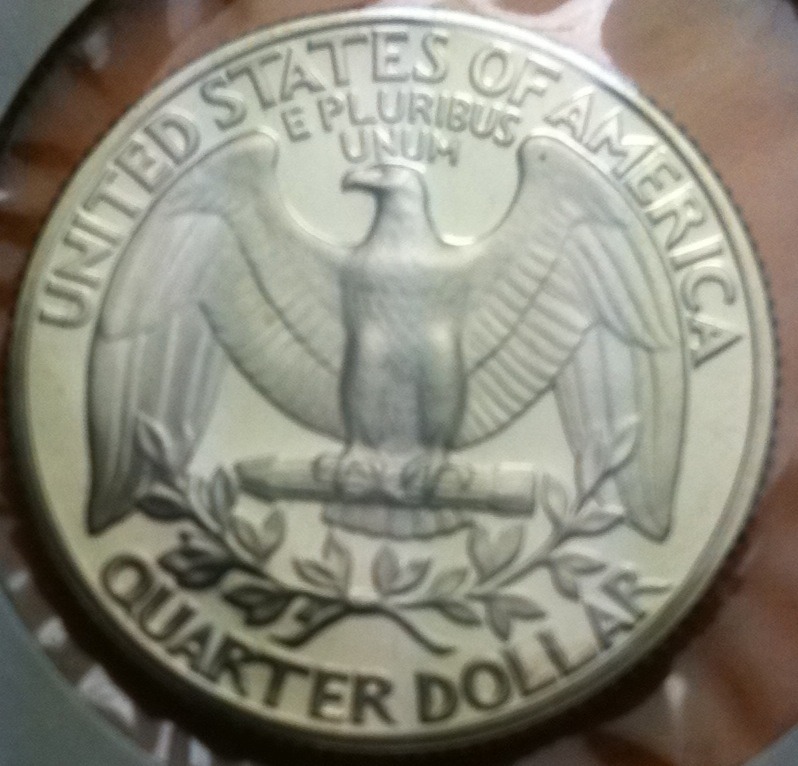 UNITED STATES OF AMERICA
E PLURIBUS
UNUM
QUARTER DOLLAR